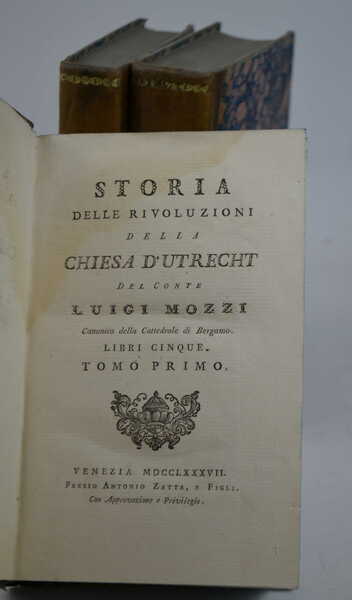 STORIA
DELLE RIVOLUZIONI
DELLA
CHIESA D'UTRECHT
DEL CONTE
LUIGI MOZZI
Canonico della Cattedrale di Bergamo.
LIBRI CINQUE.
TOMO PRIMO.
VENEZIA MDCCLXXXVII.
PRESSO ANTONIO ZATTA, E FIGLI.
Con Approvazione e Privilegio.